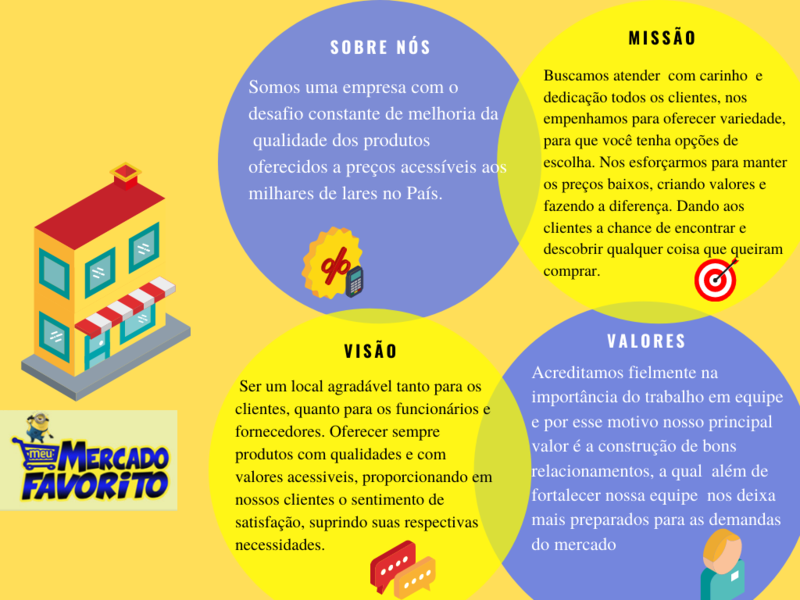 SOBRE NÓS
Somos uma empresa com o
desafio constante de melhoria da
qualidade dos produtos
oferecidos a preços acessíveis aos
milhares de lares no País.
MISSÃO
Buscamos atender com carinho e
dedicação todos os clientes, nos
empenhamos para oferecer variedade,
para que você tenha opções de
escolha. Nos esforçarmos para manter
os preços baixos, criando valores e
fazendo a diferença. Dando aos
clientes a chance de encontrar e
descobrir qualquer coisa que queiram
comprar.
VISÃO
Ser um local agradável tanto para os
clientes, quanto para os funcionários e
fornecedores. Oferecer sempre
produtos com qualidades e com
valores acessiveis, proporcionando em
nossos clientes o sentimento de
satisfação, suprindo suas respectivas
necessidades.
VALORES
Acreditamos fielmente na
importância do trabalho em equipe
e por esse motivo nosso principal
valor é a construção de bons
relacionamentos, a qual além de
fortalecer nossa equipe nos deixa
mais preparados para as demandas
do mercado
meu MERCADO
FAVORITO